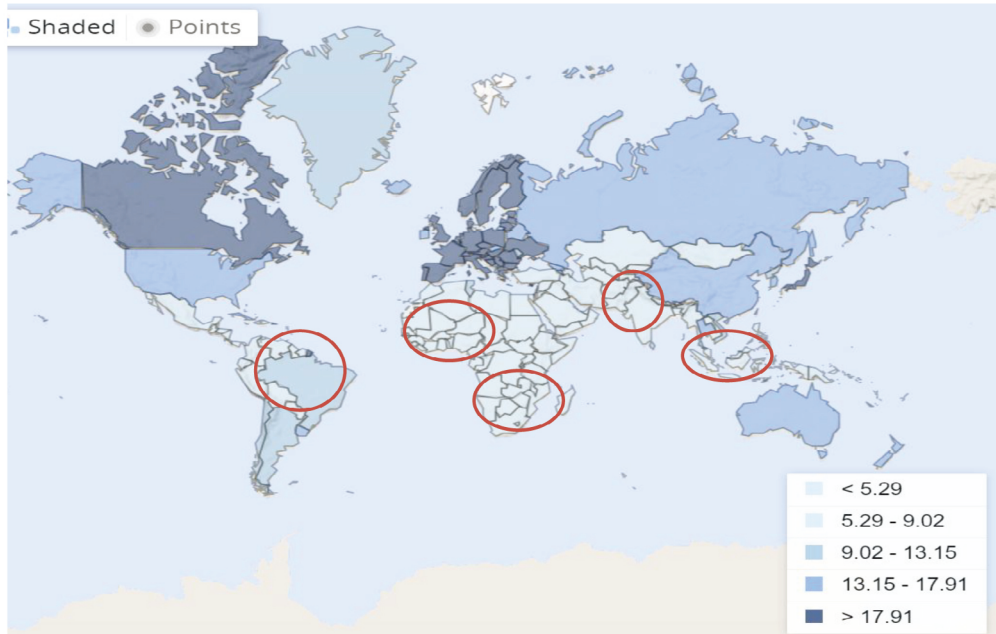 Shaded
Points
< 5.29
5.29 - 9.02
9.02 - 13.15
13.15 - 17.91
> 17.91